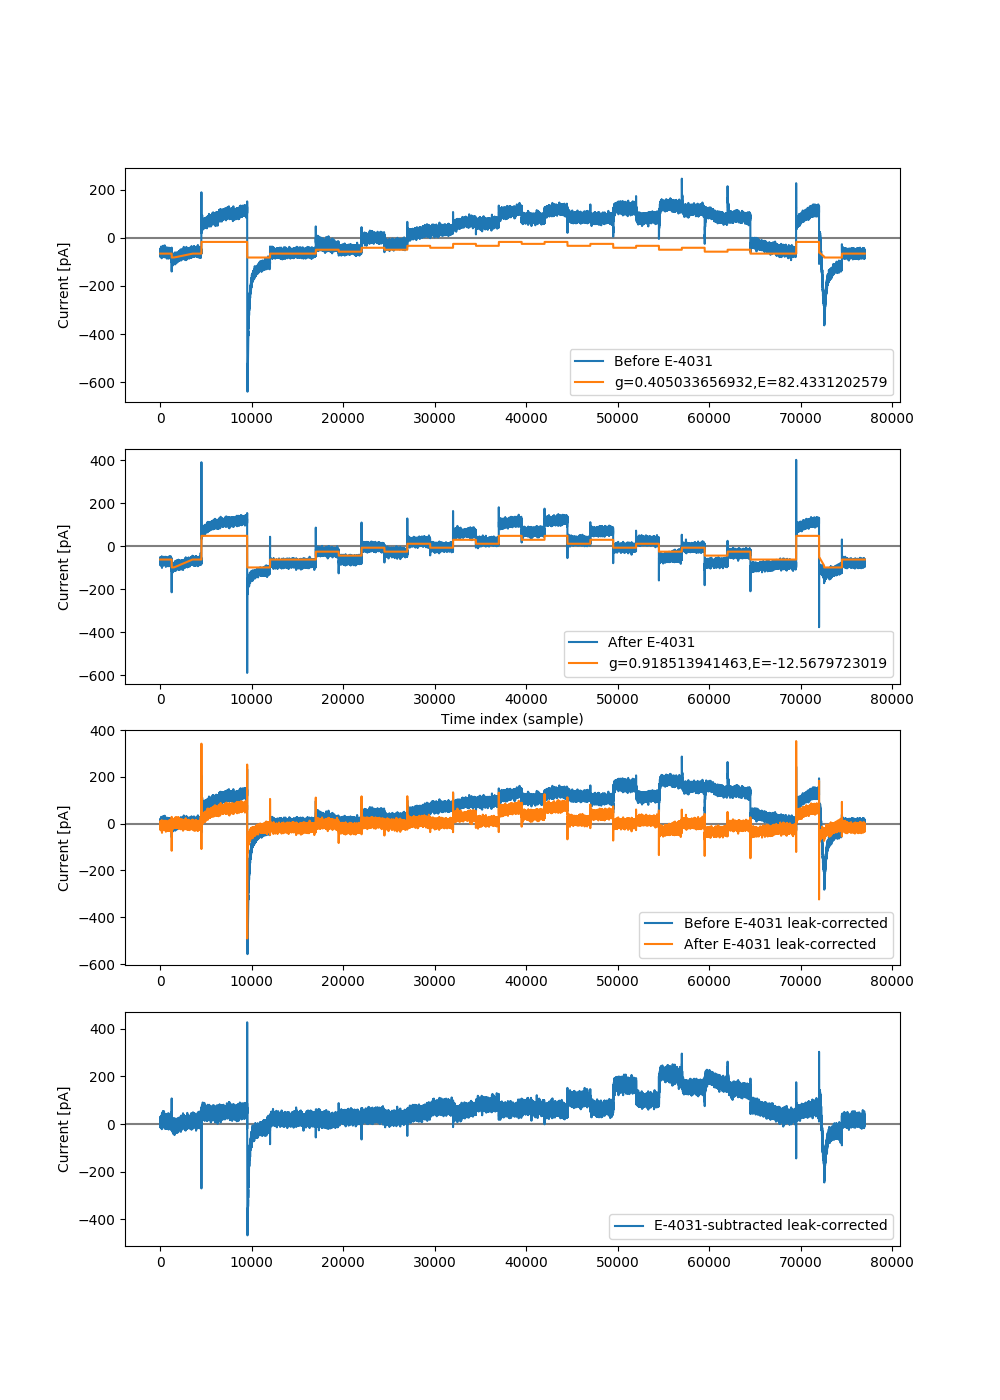 200
0
−200
−400
−600
Current [pA]
Before E-4031
g=0.405033656932,E=82.4331202579
0 10000 20000 30000 40000 50000 60000 70000 80000
400
200
0
−200
−400
−600
Current [pA]
After E-4031
g=0.918513941463,E=-12.5679723019
0 10000 20000 30000 40000 50000 60000 70000 80000
Time index (sample)
400
200
0
−200
−400
−600
Current [pA]
Before E-4031 leak-corrected
After E-4031 leak-corrected
0 10000 20000 30000 40000 50000 60000 70000 80000
400
200
0
−200
−400
Current [pA]
E-4031-subtracted leak-corrected
0 10000 20000 30000 40000 50000 60000 70000 80000